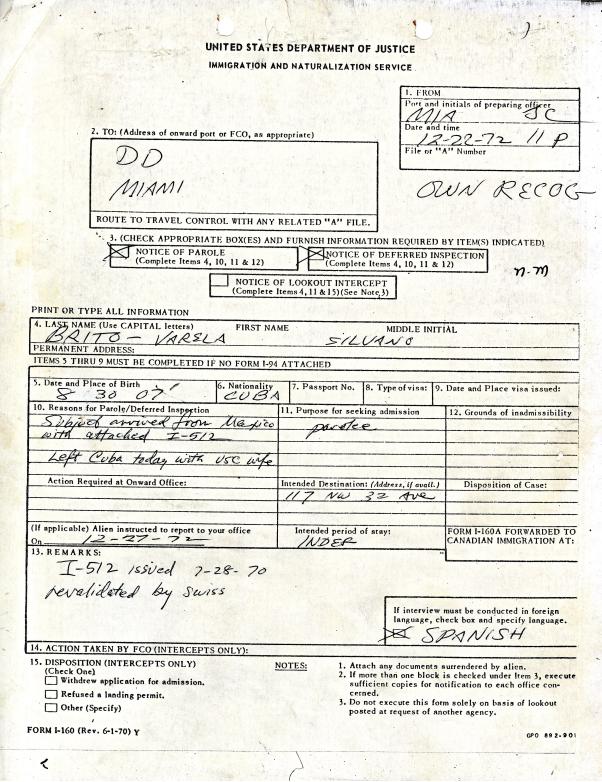 UNITED STATES DEPARTMENT OF JUSTICE
IMMIGRATION AND NATURALIZATION SERVICE
1. FROM
Port and initials of preparing officer
MIA JC
Date and time
12-22-72 11 P
File or "A" Number
2. TO: (Address of onward port or FCO, as appropriate)
DD
MIAMI
ROUTE TO TRAVEL CONTROL WITH ANY RELATED "A" FILE.
OWN RECOG
3. (CHECK APPROPRIATE BOX(ES) AND FURNISH INFORMATION REQUIRED BY ITEM(S) INDICATED)
NOTICE OF PAROLE
(Complete Items 4, 10, 11 & 12)
NOTICE OF DEFERRED INSPECTION
(Complete Items 4, 10, 11 & 12)
n-m
NOTICE OF LOOKOUT INTERCEPT
(Complete Items 4, 11 & 15) (See Note 3)
PRINT OR TYPE ALL INFORMATION
4. LAST NAME (Use CAPITAL letters) FIRST NAME MIDDLE INITIAL
BRITO - VARELA SILVANO
PERMANENT ADDRESS:
ITEMS 5 THRU 9 MUST BE COMPLETED IF NO FORM I-94 ATTACHED
5. Date and Place of Birth 6. Nationality 7. Passport No. 8. Type of visa: 9. Date and Place visa issued:
8 30 07 CUBA
10. Reasons for Parole/Deferred Inspection 11. Purpose for seeking admission 12. Grounds of inadmissibility
Subject arrived from Mexico parolee
with attached I-512
Left Cuba today with USC wife
Action Required at Onward Office: Intended Destination: (Address, if avail.) Disposition of Case:
117 NW 32 Ave
(If applicable) Alien instructed to report to your office Intended period of stay: FORM I-160A FORWARDED TO
On 12-27-72 INDEF CANADIAN IMMIGRATION AT:
13. REMARKS:
I-512 issued 7-28-70
revalidated by Swiss
If interview must be conducted in foreign
language, check box and specify language.
SPANISH
14. ACTION TAKEN BY FCO (INTERCEPTS ONLY):
15. DISPOSITION (INTERCEPTS ONLY)
(Check One)
Withdrew application for admission.
Refused a landing permit.
Other (Specify)
NOTES:
1. Attach any documents surrendered by alien.
2. If more than one block is checked under Item 3, execute
sufficient copies for notification to each office con-
cerned.
3. Do not execute this form solely on basis of lookout
posted at request of another agency.
FORM I-160 (Rev. 6-1-70) Y
GPO 892-901